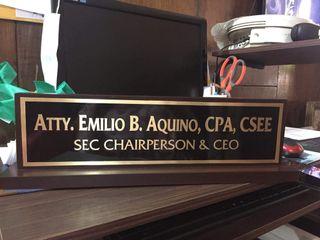 ATTY. EMILIO B. AQUINO, CPA, CSEE
SEC CHAIRPERSON & CEO